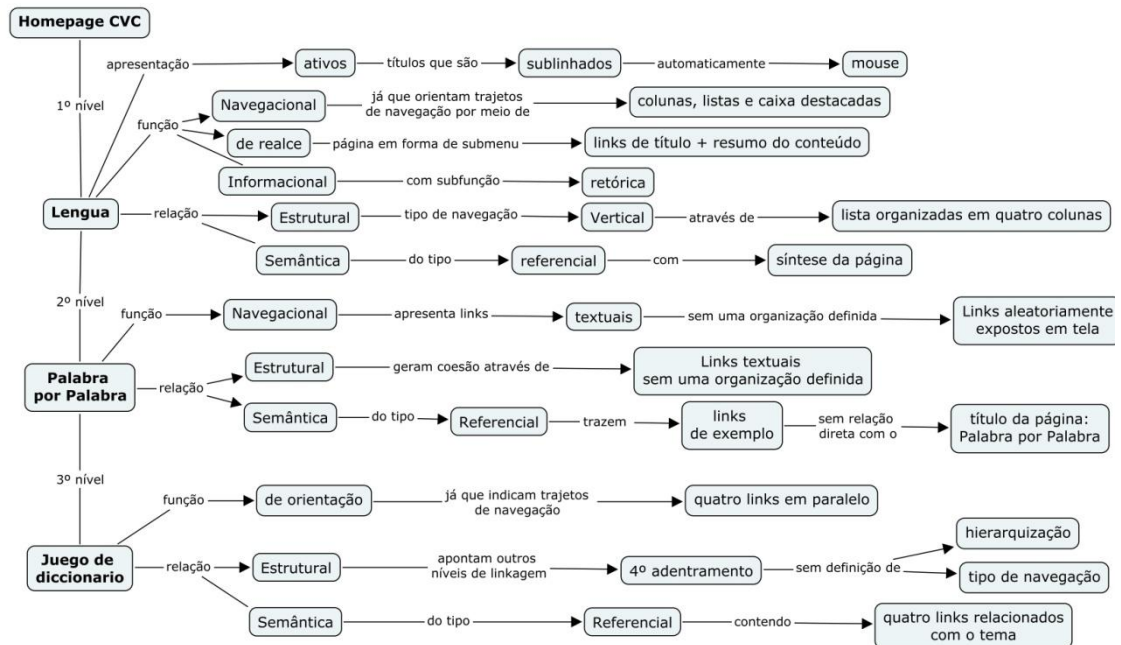 Homepage CVC
apresentação
ativos
títulos que são
sublinhados
automaticamente
mouse
1º nível
função
Navegacional
já que orientam trajetos
de navegação por meio de
colunas, listas e caixa destacadas
de realce
página em forma de submenu
links de título + resumo do conteúdo
Informacional
com subfunção
retórica
Lengua
relação
Estrutural
tipo de navegação
Vertical
através de
lista organizadas em quatro colunas
Semântica
do tipo
referencial
com
síntese da página
2º nível
função
Navegacional
apresenta links
textuais
sem uma organização definida
Links aleatoriamente
expostos em tela
Palabra
por Palabra
relação
Estrutural
geram coesão através de
Links textuais
sem uma organização definida
Semântica
do tipo
Referencial
trazem
links
de exemplo
sem relação
direta com o
título da página:
Palabra por Palabra
3º nível
função
de orientação
já que indicam trajetos
de navegação
quatro links em paralelo
Juego de
diccionario
relação
Estrutural
apontam outros
níveis de linkagem
4º adentramento
sem definição de
hierarquização
tipo de navegação
Semântica
do tipo
Referencial
contendo
quatro links relacionados
com o tema